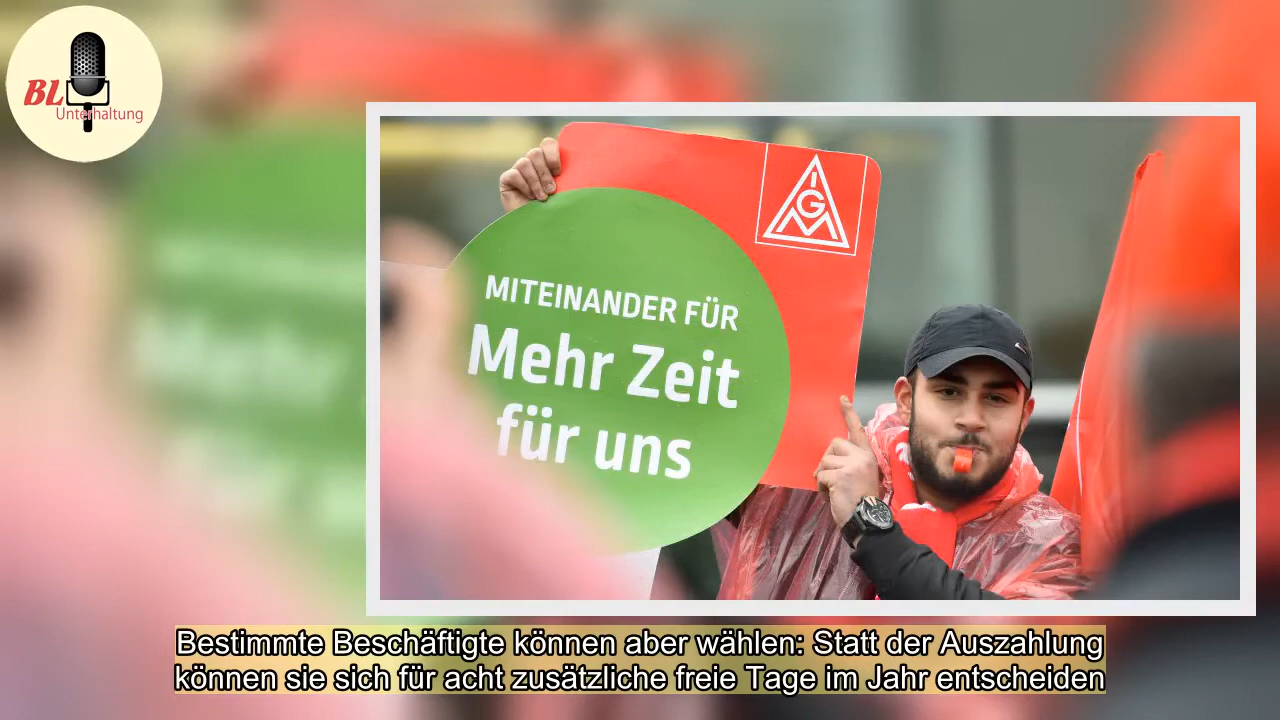 BL
Unterhaltung
IGM
MITEINANDER FÜR
Mehr Zeit
für uns
Bestimmte Beschäftigte können aber wählen: Statt der Auszahlung
können sie sich für acht zusätzliche freie Tage im Jahr entscheiden